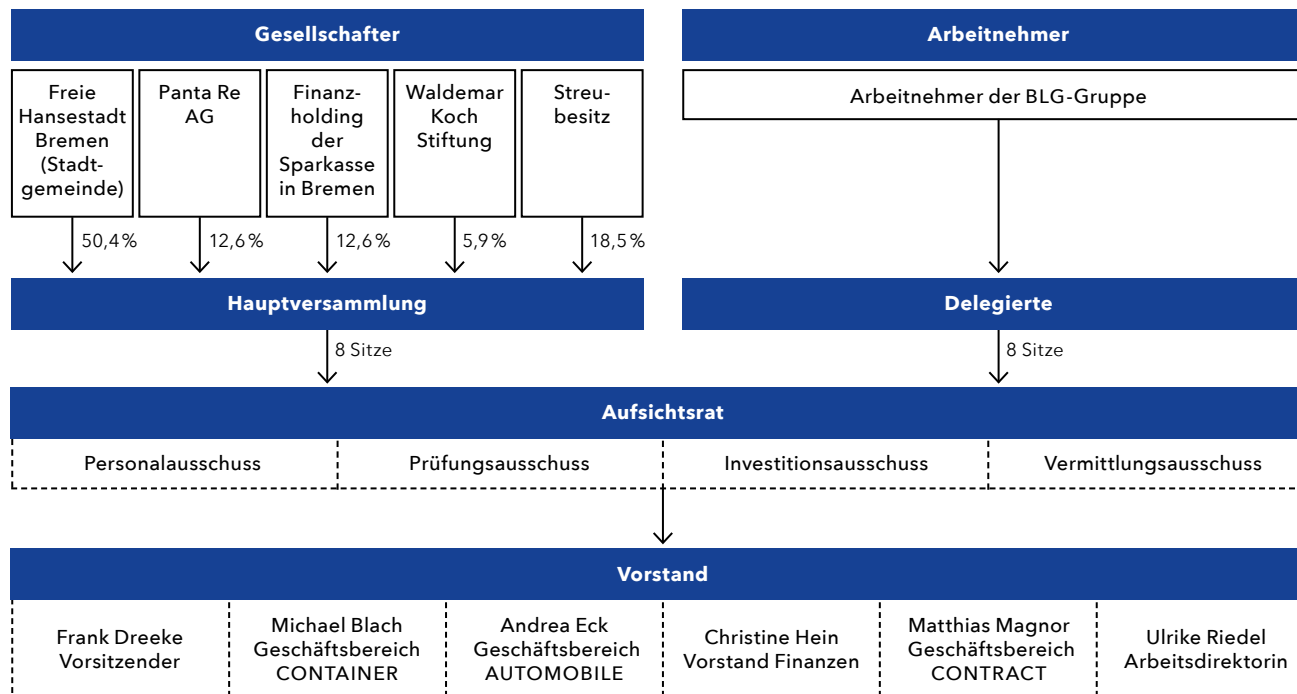 Gesellschafter
Arbeitnehmer
Freie
Hansestadt
Bremen
(Stadt-
gemeinde)
Panta Re
AG
Finanz-
holding
der
Sparkasse
in Bremen
Waldemar
Koch
Stiftung
Streu-
besitz
Arbeitnehmer der BLG-Gruppe
50,4 %
12,6 %
12,6 %
5,9 %
18,5 %
Hauptversammlung
Delegierte
8 Sitze
8 Sitze
Aufsichtsrat
Personalausschuss
Prüfungsausschuss
Investitionsausschuss
Vermittlungsausschuss
Vorstand
Frank Dreeke
Vorsitzender
Michael Blach
Geschäftsbereich
CONTAINER
Andrea Eck
Geschäftsbereich
AUTOMOBILE
Christine Hein
Vorstand Finanzen
Matthias Magnor
Geschäftsbereich
CONTRACT
Ulrike Riedel
Arbeitsdirektorin